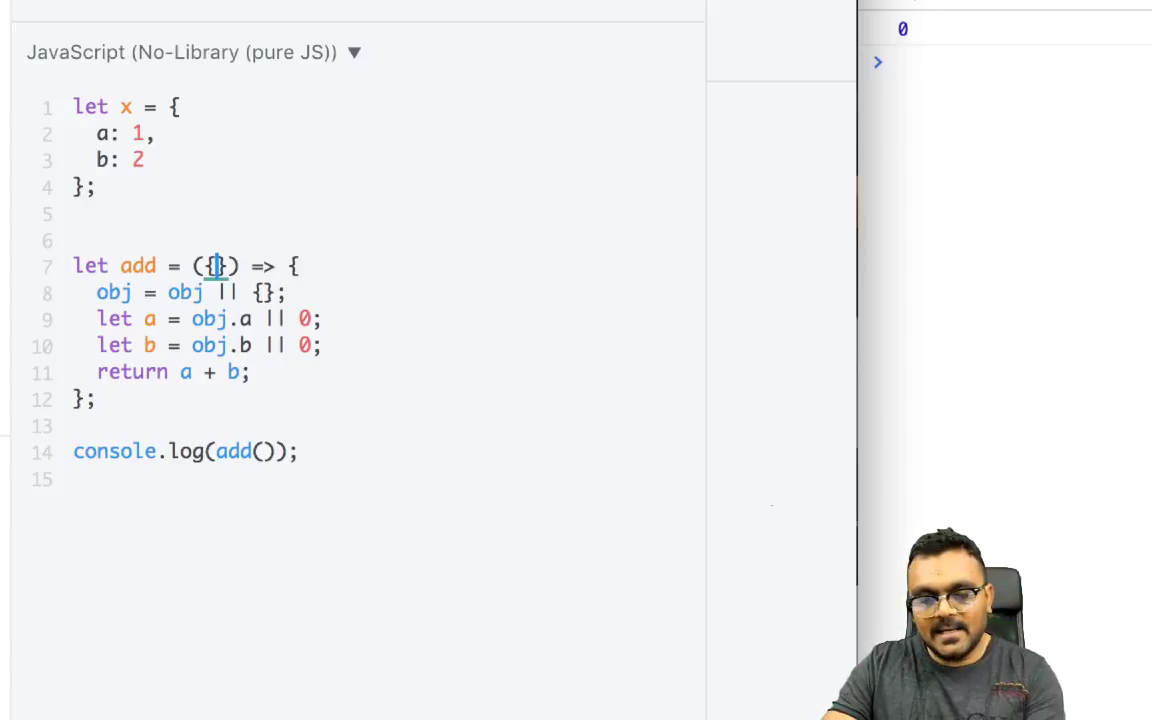 JavaScript (No-Library (pure JS)) ▼
1 let x = {
2 a: 1,
3 b: 2
4 };
5
6
7 let add = ({}) => {
8 obj = obj || {};
9 let a = obj.a || 0;
10 let b = obj.b || 0;
11 return a + b;
12 };
13
14 console.log(add());
15
0
>